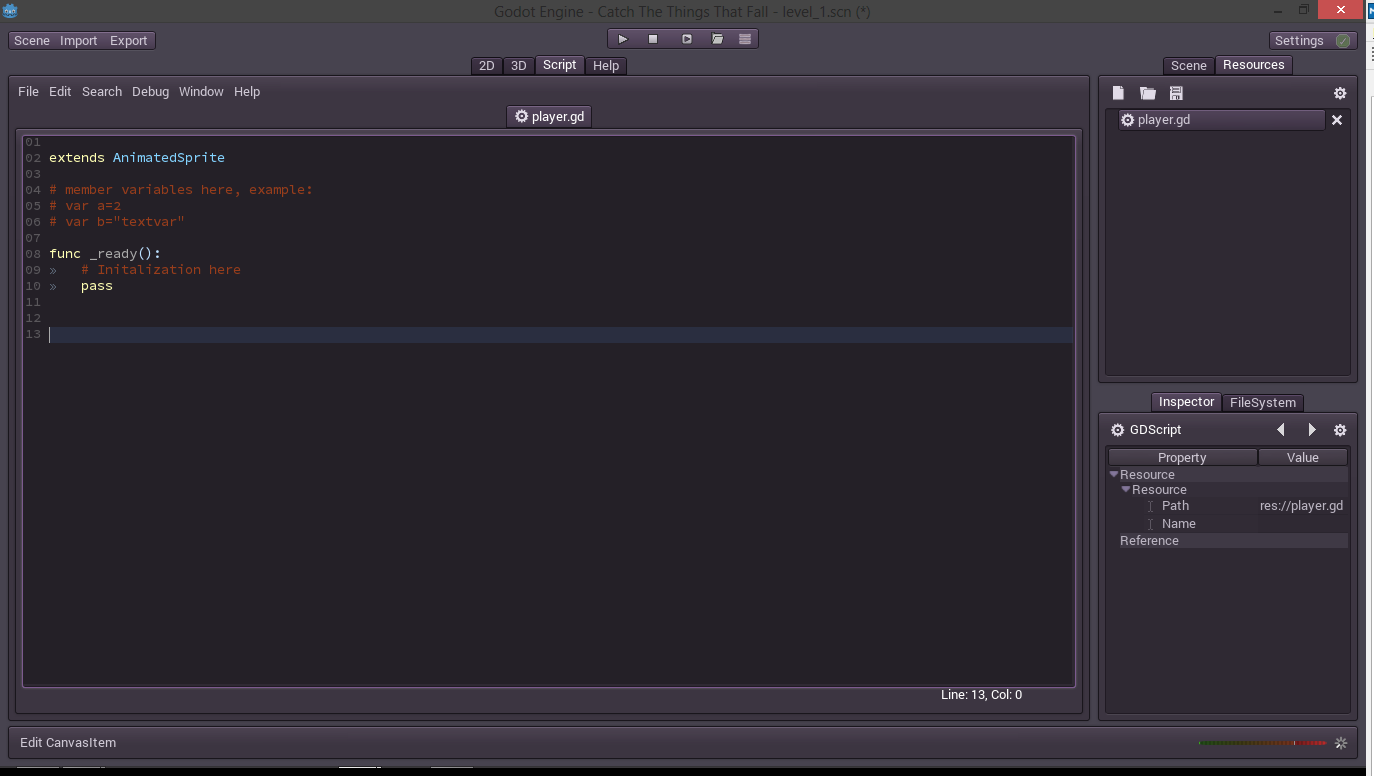 Godot Engine - Catch The Things That Fall - level_1.scn (*)
Scene Import Export
Settings
2D 3D Script Help
Scene Resources
File Edit Search Debug Window Help
player.gd
player.gd
01
02 extends AnimatedSprite
03
04 # member variables here, example:
05 # var a=2
06 # var b="textvar"
07
08 func _ready():
09 » # Initalization here
10 » pass
11
12
13
Line: 13, Col: 0
Inspector FileSystem
GDScript
Property Value
Resource
Resource
Path res://player.gd
Name
Reference
Edit CanvasItem